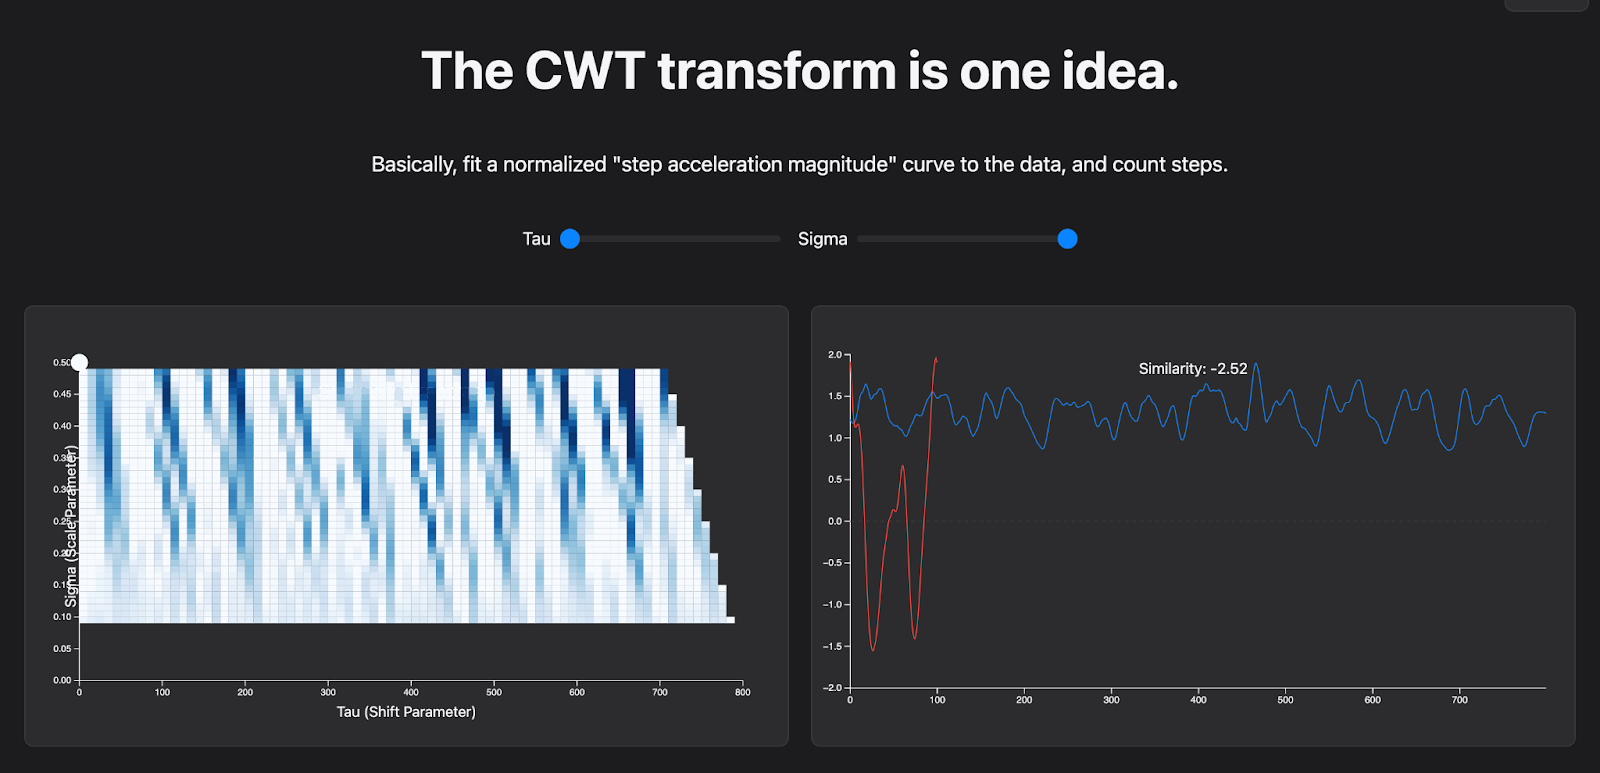 The CWT transform is one idea.
Basically, fit a normalized "step acceleration magnitude" curve to the data, and count steps.
Tau
Sigma
0.50
0.45
0.40
0.35
0.30
0.25
0.20
0.15
0.10
0.05
0.00
Sigma (Scale Parameter)
0 100 200 300 400 500 600 700 800
Tau (Shift Parameter)
Similarity: -2.52
2.0
1.5
1.0
0.5
0.0
−0.5
−1.0
−1.5
−2.0
0 100 200 300 400 500 600 700